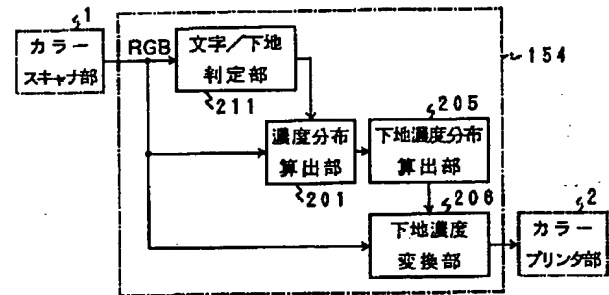 1
カラー
スキャナ部
RGB
文字/下地
判定部
211
154
濃度分布
算出部
201
205
下地濃度分布
算出部
206
下地濃度
変換部
2
カラー
プリンタ部